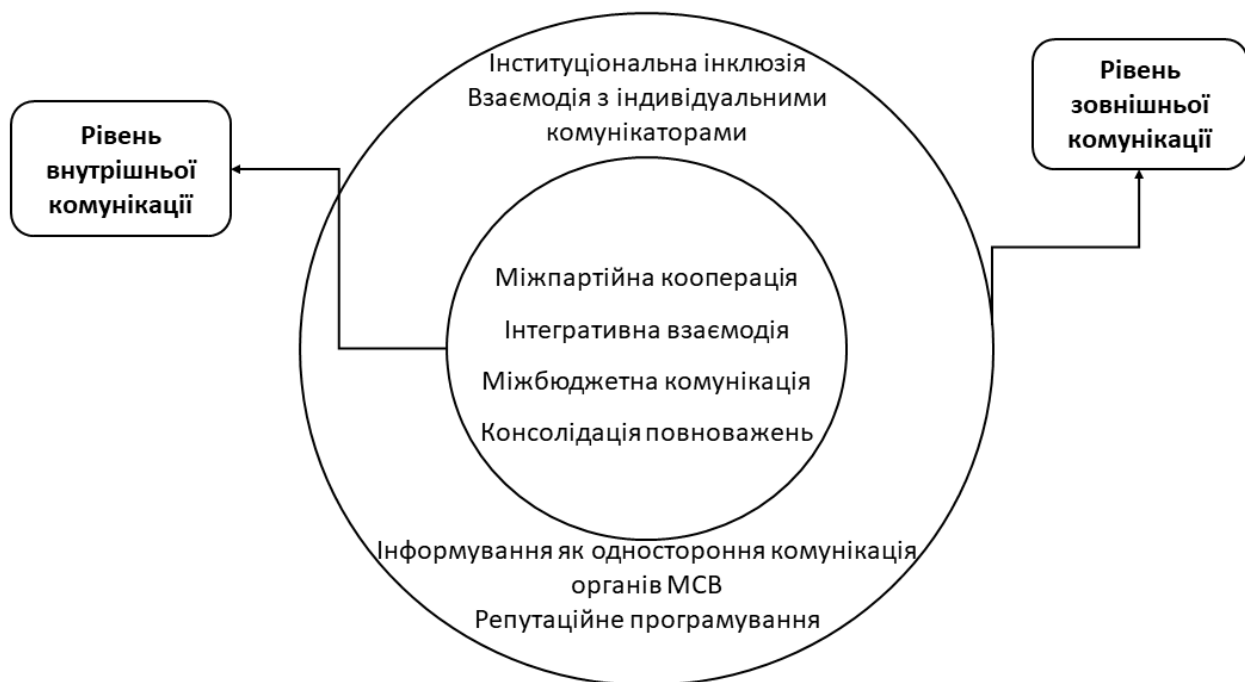 Інституціональна інклюзія
Взаємодія з індивідуальними
комунікаторами
Рівень
зовнішньої
комунікації
Рівень
внутрішньої
комунікації
Міжпартійна кооперація
Інтегративна взаємодія
Міжбюджетна комунікація
Консолідація повноважень
Інформування як одностороння комунікація
органів МСВ
Репутаційне програмування